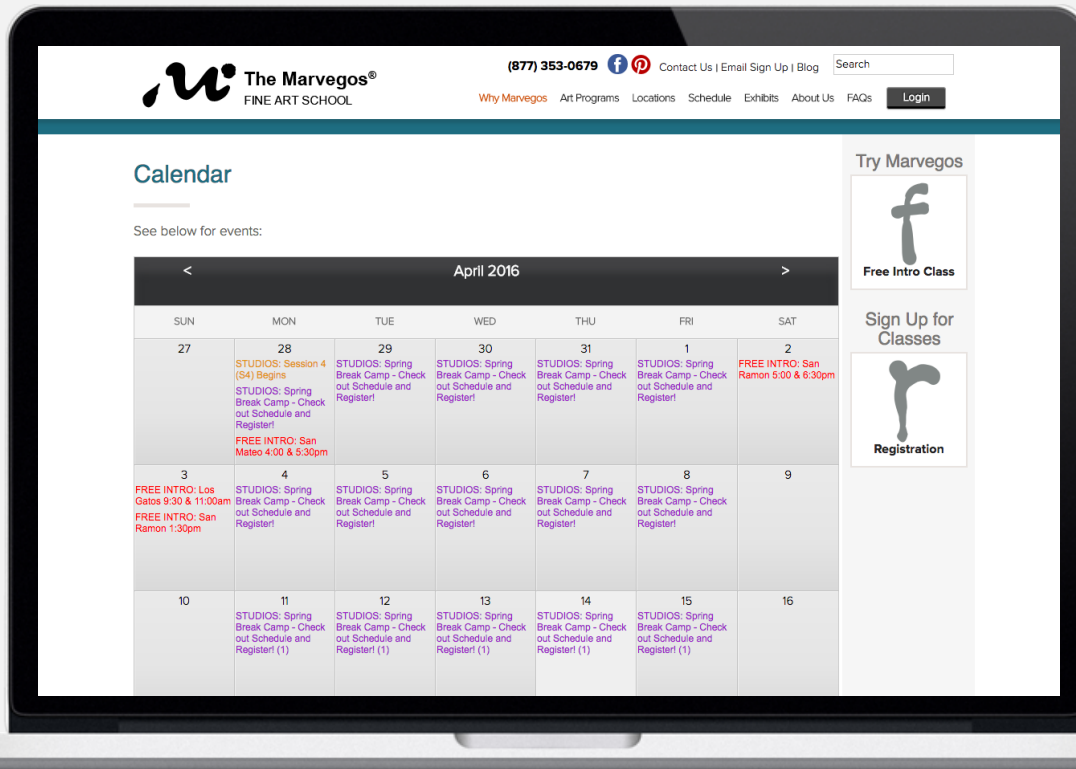 (877) 353-0679 Contact Us | Email Sign Up | Blog Search
The Marvegos®
FINE ART SCHOOL
Why Marvegos Art Programs Locations Schedule Exhibits About Us FAQs Login
Calendar
See below for events:
< April 2016 >
SUN MON TUE WED THU FRI SAT
27
28
STUDIOS: Session 4
(S4) Begins
STUDIOS: Spring
Break Camp - Check
out Schedule and
Register!
FREE INTRO: San
Mateo 4:00 & 5:30pm
29
STUDIOS: Spring
Break Camp - Check
out Schedule and
Register!
30
STUDIOS: Spring
Break Camp - Check
out Schedule and
Register!
31
STUDIOS: Spring
Break Camp - Check
out Schedule and
Register!
1
STUDIOS: Spring
Break Camp - Check
out Schedule and
Register!
2
FREE INTRO: San
Ramon 5:00 & 6:30pm
3
FREE INTRO: Los
Gatos 9:30 & 11:00am
FREE INTRO: San
Ramon 1:30pm
4
STUDIOS: Spring
Break Camp - Check
out Schedule and
Register!
5
STUDIOS: Spring
Break Camp - Check
out Schedule and
Register!
6
STUDIOS: Spring
Break Camp - Check
out Schedule and
Register!
7
STUDIOS: Spring
Break Camp - Check
out Schedule and
Register!
8
STUDIOS: Spring
Break Camp - Check
out Schedule and
Register!
9
10
11
STUDIOS: Spring
Break Camp - Check
out Schedule and
Register! (1)
12
STUDIOS: Spring
Break Camp - Check
out Schedule and
Register! (1)
13
STUDIOS: Spring
Break Camp - Check
out Schedule and
Register! (1)
14
STUDIOS: Spring
Break Camp - Check
out Schedule and
Register! (1)
15
STUDIOS: Spring
Break Camp - Check
out Schedule and
Register! (1)
16
Try Marvegos
f
Free Intro Class
Sign Up for
Classes
r
Registration